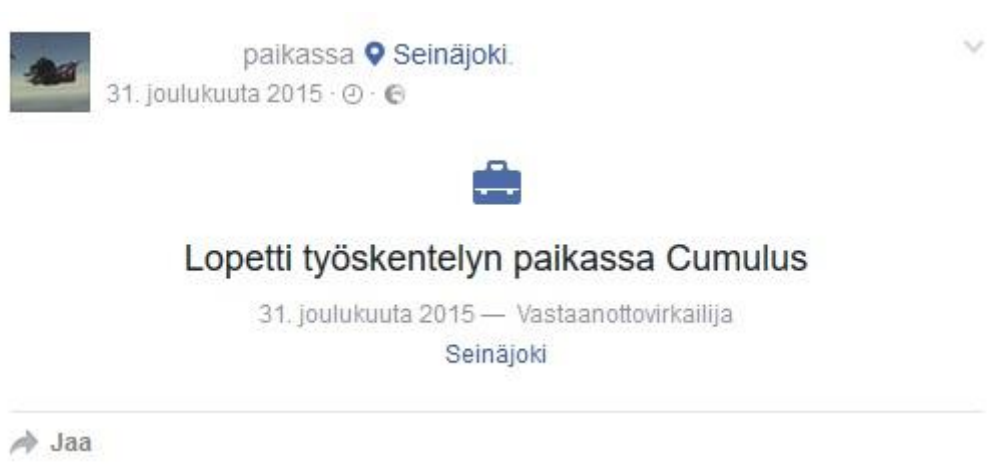 paikassa Seinäjoki.
31. joulukuuta 2015 · ·
Lopetti työskentelyn paikassa Cumulus
31. joulukuuta 2015 — Vastaanottovirkailija
Seinäjoki
Jaa